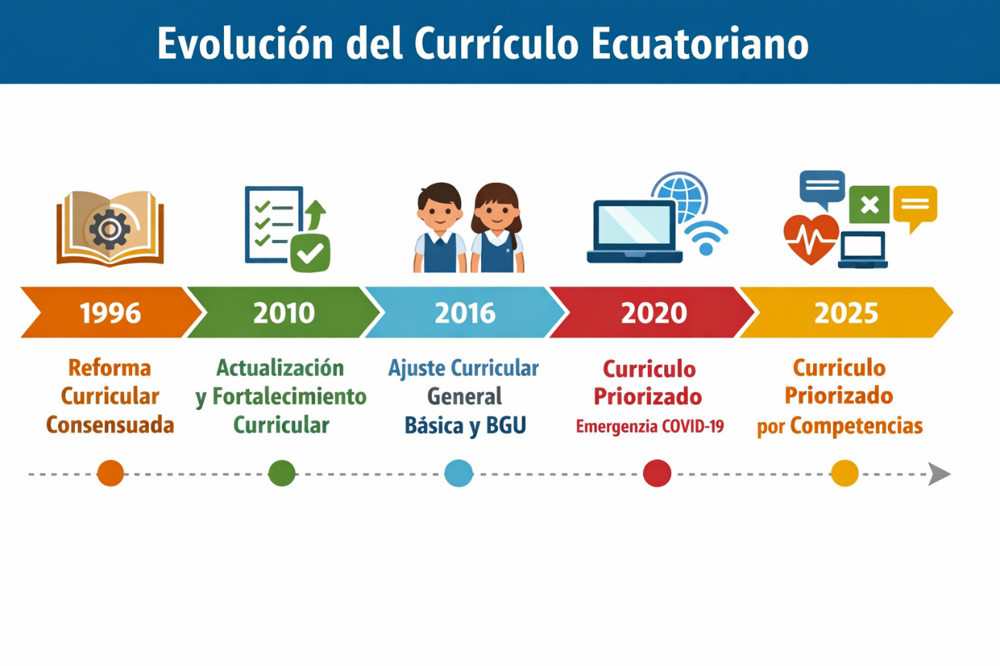 Evolución del Currículo Ecuatoriano
1996
2010
2016
2020
2025
Reforma
Curricular
Consensuada
Actualización
y Fortalecimiento
Curricular
Ajuste Curricular
General
Básica y BGU
Curriculo
Priorizado
Emergenzia COVID-19
Curriculo
Priorizado
por Competencias